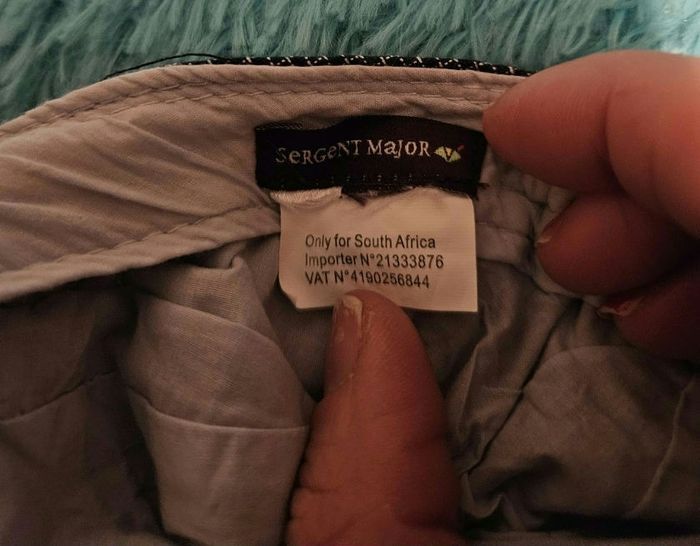 SeRGeNT MaJOR
Only for South Africa
Importer N°21333876
VAT N°4190256844